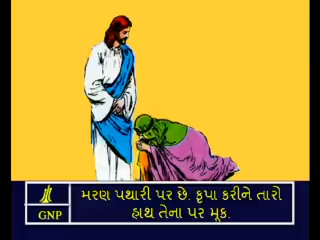 મરણ પથારી પર છે. કૃપા કરીને તારો
હાથ તેના પર મૂક.
GNP